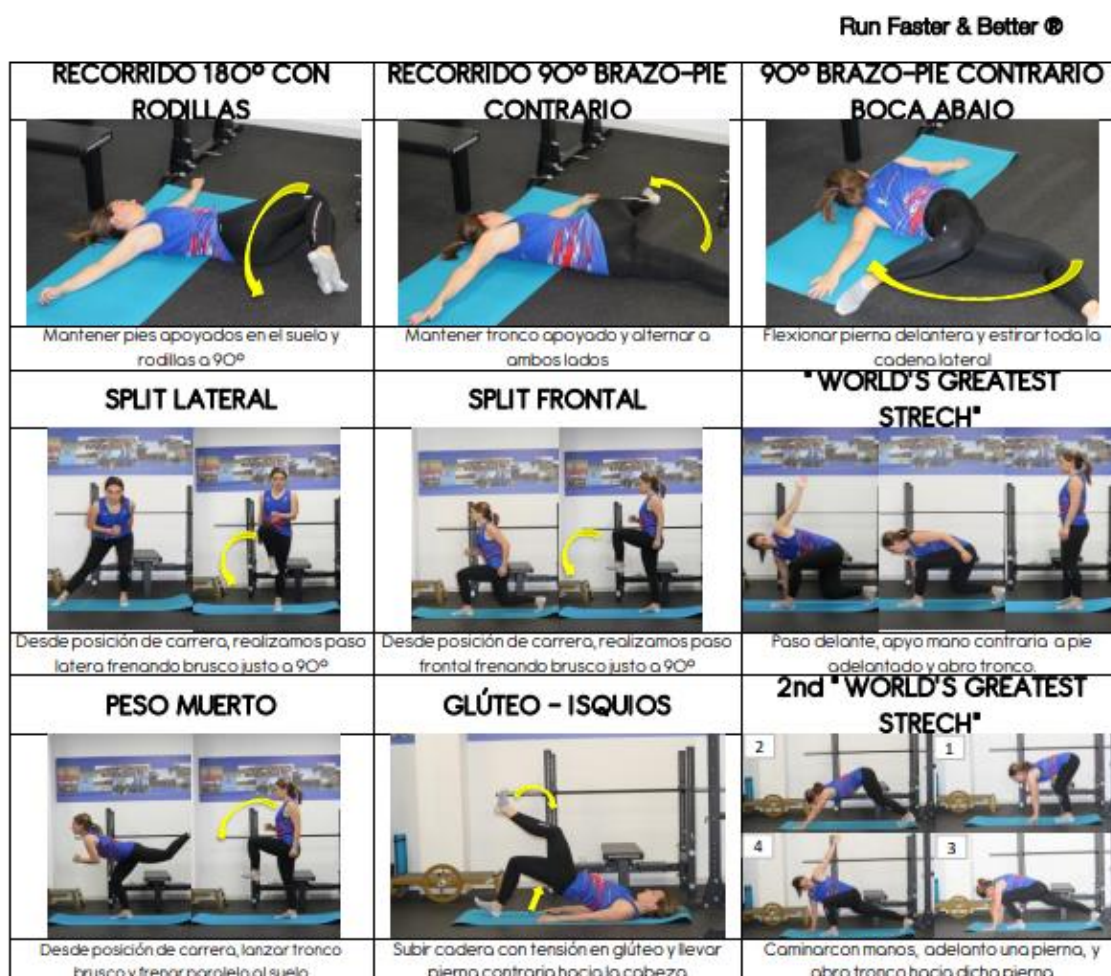 Run Faster & Better ®
RECORRIDO 180º CON
RODILLAS
RECORRIDO 90º BRAZO-PIE
CONTRARIO
90º BRAZO-PIE CONTRARIO
BOCA ABAJO
Mantener pies apoyados en el suelo y
rodillas a 90º
Mantener tronco apoyado y alternar a
ambos lados
Flexionar pierna delantera y estirar toda la
cadena lateral
SPLIT LATERAL
SPLIT FRONTAL
"WORLD'S GREATEST
STRECH"
Desde posición de carrera, realizamos paso
latera frenando brusco justo a 90º
Desde posición de carrera, realizamos paso
frontal frenando brusco justo a 90º
Paso delante, apyo mano contraria a pie
adelantado y abro tronco.
PESO MUERTO
GLÚTEO - ISQUIOS
2nd "WORLD'S GREATEST
STRECH"
2
1
4
3
Desde posición de carrera, lanzar tronco
brusco y frenar paralelo al suelo
Subir cadera con tensión en glúteo y llevar
pierna contraria hacia la cabeza
Caminarcon manos, adelanto una pierna, y
abro tronco hacia dicha pierna